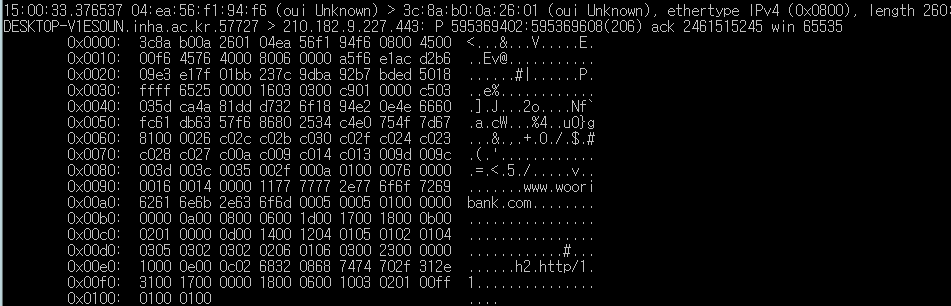 15:00:33.376537 04:ea:56:f1:94:f6 (oui Unknown) > 3c:8a:b0:0a:26:01 (oui Unknown), ethertype IPv4 (0x0800), length 260:
DESKTOP-V1ESOUN.inha.ac.kr.57727 > 210.182.9.227.443: P 595369402:595369608(206) ack 2461515245 win 65535
0x0000: 3c8a b00a 2601 04ea 56f1 94f6 0800 4500 <...&...V.....E.
0x0010: 00f6 4576 4000 8006 0000 a5f6 e1ac d2b6 ..Ev@...........
0x0020: 09e3 e17f 01bb 237c 9dba 92b7 bded 5018 ......#|......P.
0x0030: ffff 6525 0000 1603 0300 c901 0000 c503 ..e%............
0x0040: 035d ca4a 81dd d732 6f18 94e2 0e4e 6660 .].J...2o....Nf`
0x0050: fc61 db63 57f6 8680 2534 c4e0 754f 7d67 .a.cW...%4..uO}g
0x0060: 8100 0026 c02c c02b c030 c02f c024 c023 ...&.,.+.0./.$.#
0x0070: c028 c027 c00a c009 c014 c013 009d 009c .(.'............
0x0080: 003d 003c 0035 002f 000a 0100 0076 0000 .=.<.5./.....v..
0x0090: 0016 0014 0000 1177 7777 2e77 6f6f 7269 .......www.woori
0x00a0: 6261 6e6b 2e63 6f6d 0005 0005 0100 0000 bank.com........
0x00b0: 0000 0a00 0800 0600 1d00 1700 1800 0b00 ................
0x00c0: 0201 0000 0d00 1400 1204 0105 0102 0104 ................
0x00d0: 0305 0302 0302 0206 0106 0300 2300 0000 ............#...
0x00e0: 1000 0e00 0c02 6832 0868 7474 702f 312e ......h2.http/1.
0x00f0: 3100 1700 0000 1800 0600 1003 0201 00ff 1...............
0x0100: 0100 0100 ....